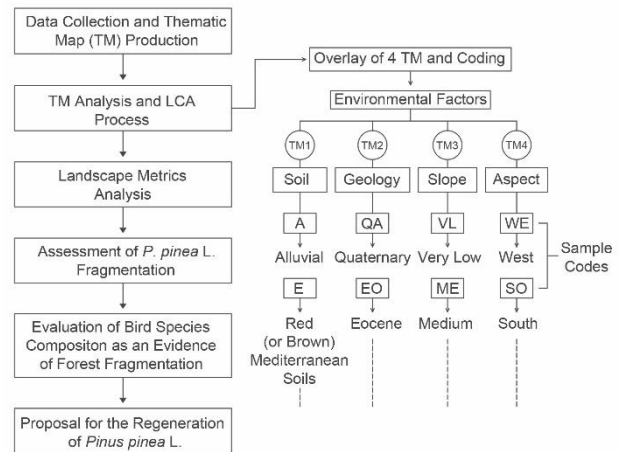 Data Collection and Thematic
Map (TM) Production
TM Analysis and LCA
Process
Landscape Metrics
Analysis
Assessment of P. pinea L.
Fragmentation
Evaluation of Bird Species
Compositon as an Evidence
of Forest Fragmentation
Proposal for the Regeneration
of Pinus pinea L.
Overlay of 4 TM and Coding
Environmental Factors
TM1 TM2 TM3 TM4
Soil Geology Slope Aspect
A QA VL WE
Alluvial Quaternary Very Low West
E EO ME SO
Red Eocene Medium South
(or Brown)
Mediterranean
Soils
Sample
Codes